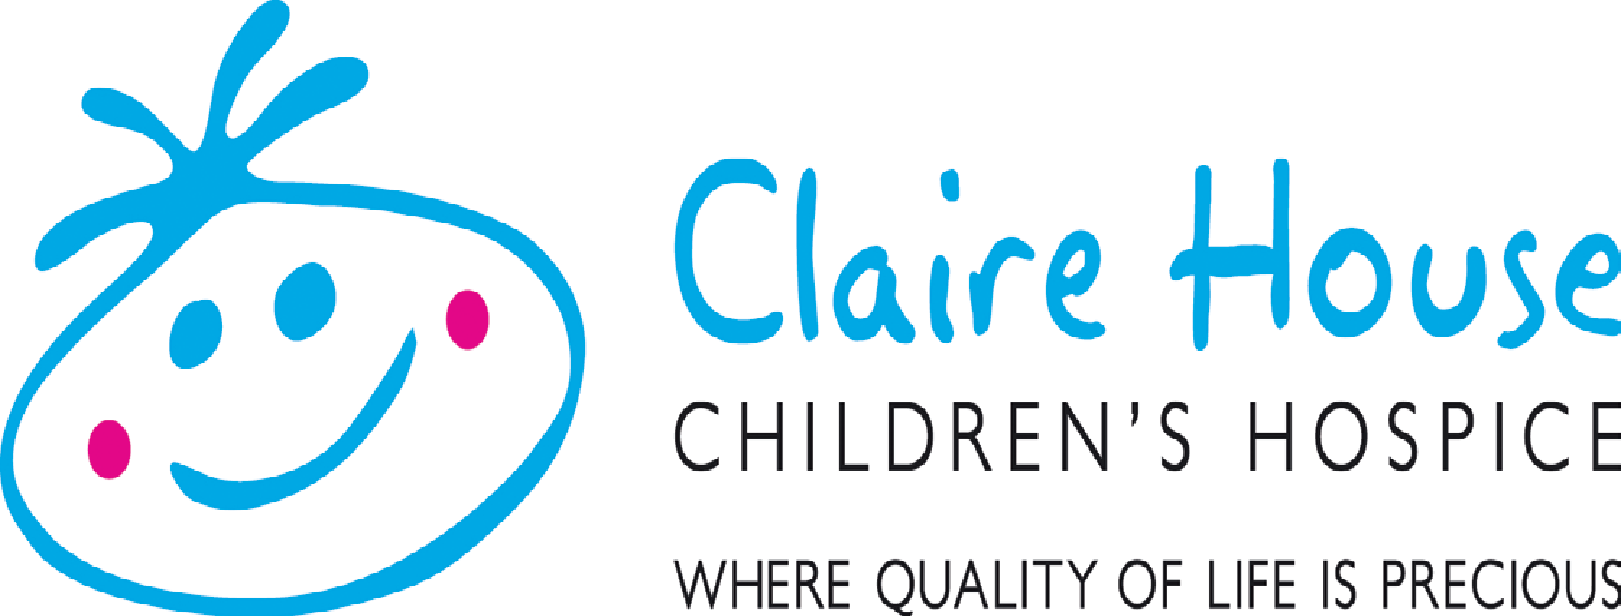 Claire House
CHILDREN’S HOSPICE
WHERE QUALITY OF LIFE IS PRECIOUS